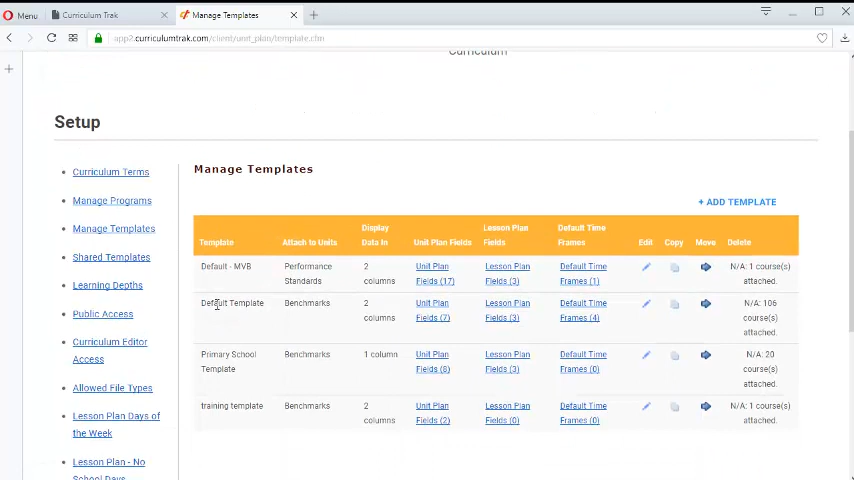 Menu
Curriculum Trak
Manage Templates
app2.curriculumtrak.com/client/unit_plan/template.cfm
Curriculum
Setup
Curriculum Terms
Manage Programs
Manage Templates
Shared Templates
Learning Depths
Public Access
Curriculum Editor
Access
Allowed File Types
Lesson Plan Days of
the Week
Lesson Plan - No
School Days
Manage Templates
+ ADD TEMPLATE
Template
Attach to Units
Display
Data In
Unit Plan Fields
Lesson Plan
Fields
Default Time
Frames
Edit
Copy
Move
Delete
Default - MVB
Performance
Standards
2
columns
Unit Plan
Fields (17)
Lesson Plan
Fields (3)
Default Time
Frames (1)
N/A: 1 course(s)
attached.
Default Template
Benchmarks
2
columns
Unit Plan
Fields (7)
Lesson Plan
Fields (3)
Default Time
Frames (4)
N/A: 106
course(s)
attached.
Primary School
Template
Benchmarks
1 column
Unit Plan
Fields (8)
Lesson Plan
Fields (3)
Default Time
Frames (0)
N/A: 20
course(s)
attached.
training template
Benchmarks
2
columns
Unit Plan
Fields (2)
Lesson Plan
Fields (0)
Default Time
Frames (0)
N/A: 1 course(s)
attached.